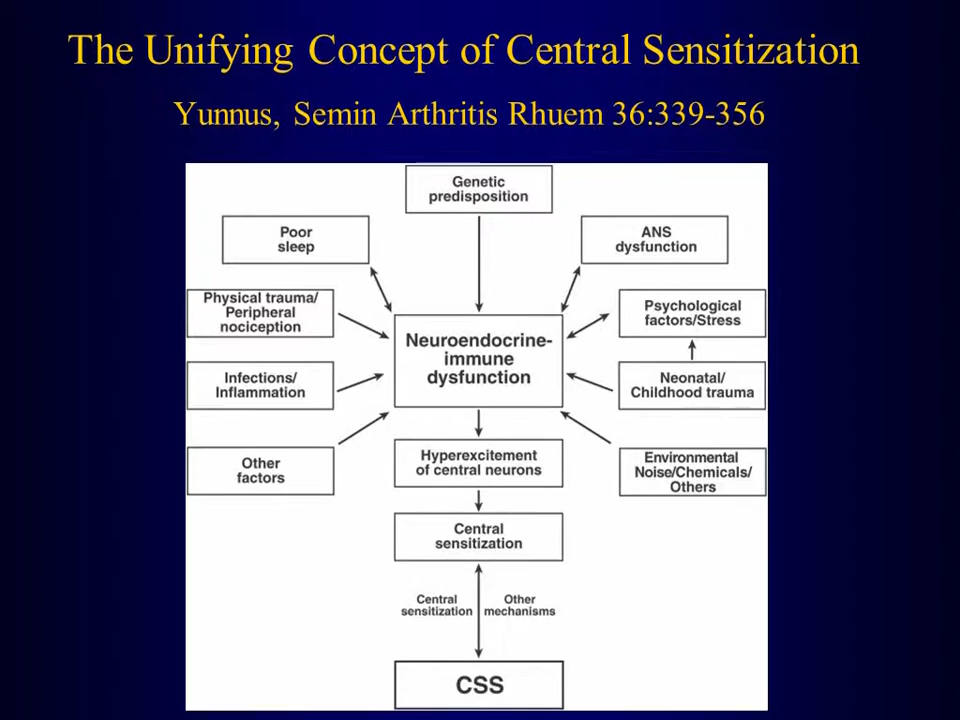 The Unifying Concept of Central Sensitization
Yunnus, Semin Arthritis Rhuem 36:339-356
Genetic
predisposition
Poor
sleep
ANS
dysfunction
Physical trauma/
Peripheral
nociception
Psychological
factors/Stress
Neuroendocrine-
immune
dysfunction
Infections/
Inflammation
Neonatal/
Childhood trauma
Other
factors
Hyperexcitement
of central neurons
Environmental
Noise/Chemicals/
Others
Central
sensitization
Central
sensitization
Other
mechanisms
CSS